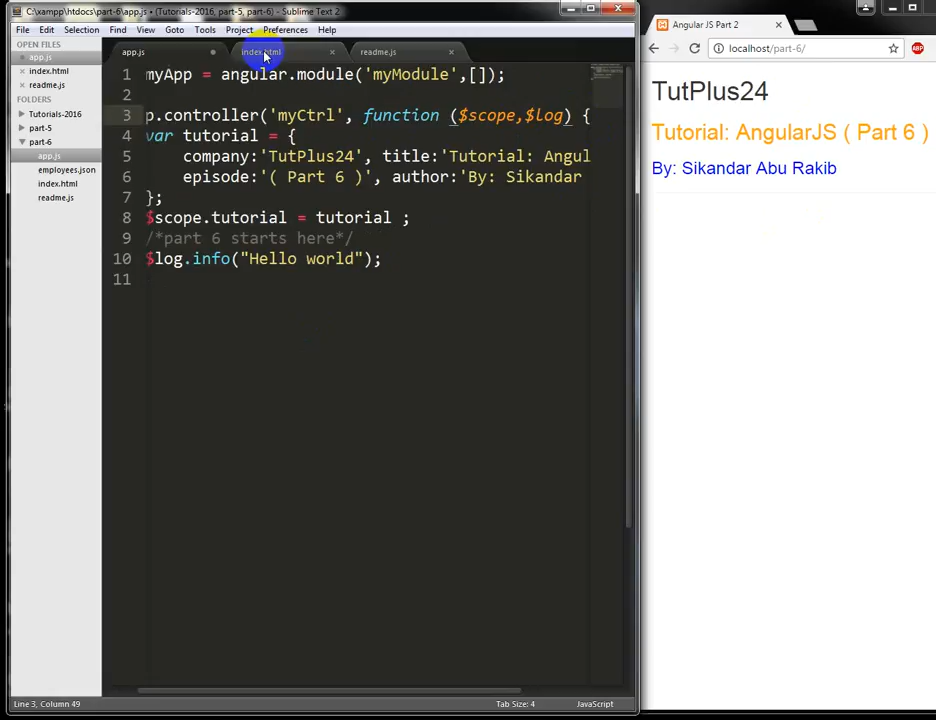 C:\xampp\htdocs\part-6\app.js • (Tutorials-2016, part-5, part-6) - Sublime Text 2
File Edit Selection Find View Goto Tools Project Preferences Help
OPEN FILES
app.js
index.html
readme.js
FOLDERS
Tutorials-2016
part-5
part-6
app.js
employees.json
index.html
readme.js
app.js index.html readme.js
1 myApp = angular.module('myModule',[]);
2
3 p.controller('myCtrl', function ($scope,$log) {
4 var tutorial = {
5 company:'TutPlus24', title:'Tutorial: Angul
6 episode:'( Part 6 )', author:'By: Sikandar
7 };
8 $scope.tutorial = tutorial ;
9 /*part 6 starts here*/
10 $log.info("Hello world");
11
Line 3, Column 49 Tab Size: 4 JavaScript
Angular JS Part 2
localhost/part-6/
ABP
TutPlus24
Tutorial: AngularJS ( Part 6 )
By: Sikandar Abu Rakib